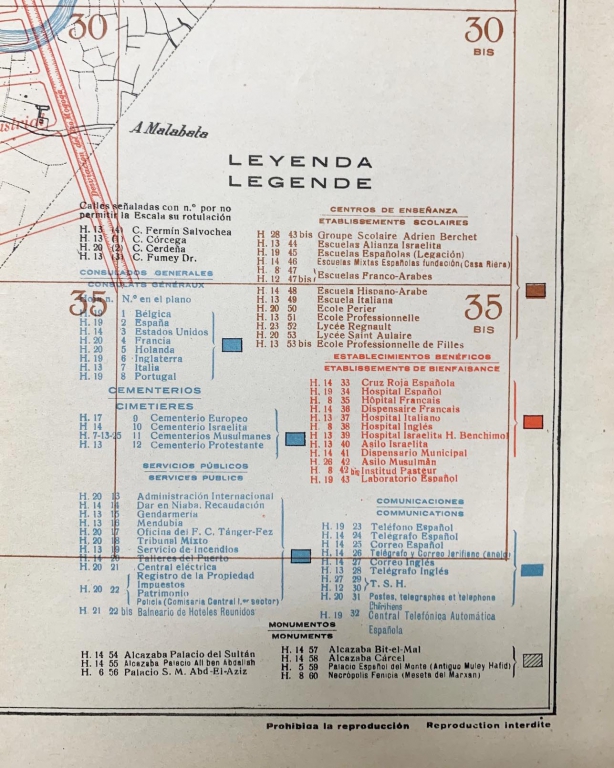 30
30
BIS
A Malabata
LEYENDA
LEGENDE
Calles señaladas con n.º por no
permitir la Escala su rotulación
H. 13 (4) C. Fermín Salvochea
H. 13 (1) C. Córcega
H. 20 (2) C. Cerdeña
H. 13 (3) C. Fumey Dr.
CONSULADOS GENERALES
CONSULATS GÉNÉRAUX
N.º en el plano
35
H. 1 Bélgica
H. 19 2 España
H. 14 3 Estados Unidos
H. 20 4 Francia
H. 20 5 Holanda
H. 19 6 Inglaterra
H. 13 7 Italia
H. 19 8 Portugal
CEMENTERIOS
CIMETIERES
H. 17 9 Cementerio Europeo
H. 14 10 Cementerio Israelita
H. 7-13-25 11 Cementerios Musulmanes
H. 13 12 Cementerio Protestante
SERVICIOS PÚBLICOS
SERVICES PUBLICS
H. 20 13 Administración Internacional
H. 14 14 Dar en Niaba. Recaudación
H. 13 15 Gendarmería
H. 13 16 Mendubia
H. 20 17 Oficina del F. C. Tánger-Fez
H. 20 18 Tribunal Mixto
H. 13 19 Servicio de Incendios
H. 14 20 Talleres del Puerto
H. 20 21 Central eléctrica
H. 20 22 Registro de la Propiedad
Impuestos
Patrimonio
Policía (Comisaria Central I.er sector)
H. 21 22 bis Balneario de Hoteles Reunidos
CENTROS DE ENSEÑANZA
ETABLISSEMENTS SCOLAIRES
H. 28 43 bis Groupe Scolaire Adrien Berchet
H. 13 44 Escuelas Alianza Israelita
H. 19 45 Escuelas Españolas (Legación)
H. 14 46 Escuelas Mixtas Españolas fundación (Casa Riera)
H. 8 47
H. 12 47 bis Escuelas Franco-Arabes
H. 14 48 Escuela Hispano-Arabe
H. 13 49 Escuela Italiana
H. 20 50 Ecole Perier
H. 13 51 Ecole Professionnelle
H. 23 52 Lycée Regnault
H. 20 53 Lycée Saint Aulaire
H. 13 53 bis Ecole Professionnelle de Filles
35
BIS
ESTABLECIMIENTOS BENÉFICOS
ETABLISSEMENTS DE BIENFAISANCE
H. 14 33 Cruz Roja Española
H. 19 34 Hospital Español
H. 8 35 Hôpital Français
H. 14 36 Dispensaire Français
H. 13 37 Hospital Italiano
H. 8 38 Hospital Inglés
H. 13 39 Hospital Israelita H. Benchimol
H. 13 40 Asilo Israelita
H. 14 41 Dispensario Municipal
H. 26 42 Asilo Musulmán
H. 8 42 bis Institud Pasteur
H. 19 43 Laboratorio Español
COMUNICACIONES
COMMUNICATIONS
H. 19 23 Teléfono Español
H. 14 24 Telégrafo Español
H. 14 25 Correo Español
H. 14 26 Telégrafo y Correo Jerifiano (anejo)
H. 14 27 Correo Inglés
H. 13 28 Telégrafo Inglés
H. 27 29
H. 12 30 T. S. H.
H. 20 31 Postes, telegraphes et telephone
Chérifiens
H. 19 32 Central Telefónica Automática
Española
MONUMENTOS
MONUMENTS
H. 14 54 Alcazaba Palacio del Sultán
H. 14 55 Alcazaba Palacio Ali ben Abdallah
H. 6 56 Palacio S. M. Abd-El-Aziz
H. 14 57 Alcazaba Bit-el-Mal
H. 14 58 Alcazaba Cárcel
H. 5 59 Palacio Español del Monte (Antiguo Muley Hafid)
H. 8 60 Necrópolis Fenicia (Meseta del Marxan)
Prohibida la reproducción Reproduction interdite